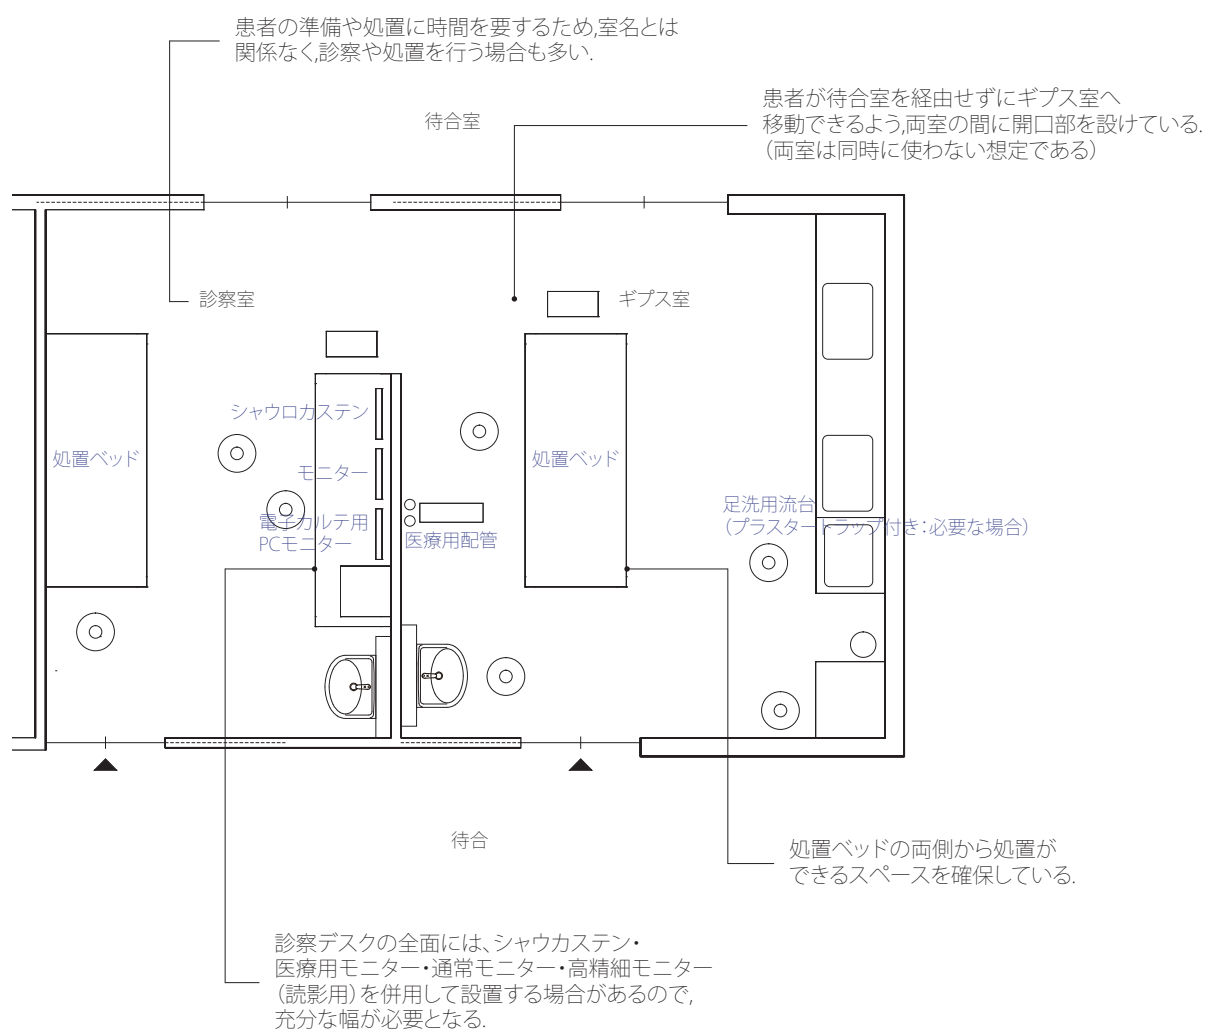 患者の準備や処置に時間を要するため,室名とは
関係なく,診察や処置を行う場合も多い.
患者が待合室を経由せずにギプス室へ
移動できるよう,両室の間に開口部を設けている.
（両室は同時に使わない想定である）
待合室
診察室
ギプス室
シャウロカステン
処置ベッド
モニター
電子カルテ用
PCモニター
処置ベッド
医療用配管
足洗用流台
（プラスタートラップ付き：必要な場合）
待合
処置ベッドの両側から処置が
できるスペースを確保している.
診察デスクの全面には、シャウカステン・
医療用モニター・通常モニター・高精細モニター
（読影用）を併用して設置する場合があるので,
充分な幅が必要となる.